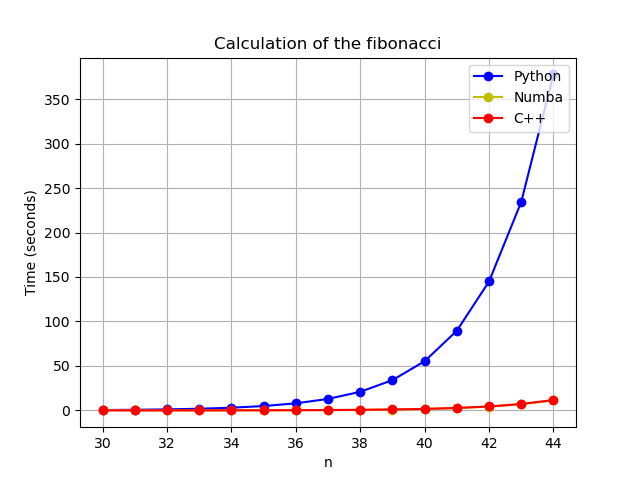 Calculation of the fibonacci
Python
Numba
C++
Time (seconds)
350
300
250
200
150
100
50
0
30 32 34 36 38 40 42 44
n